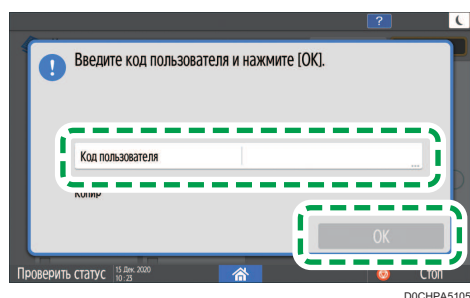 ?
Введите код пользователя и нажмите [OK].
Код пользователя
...
Копир
OK
Проверить статус
15 Дек. 2020
10:23
Стоп
D0CHPA5105